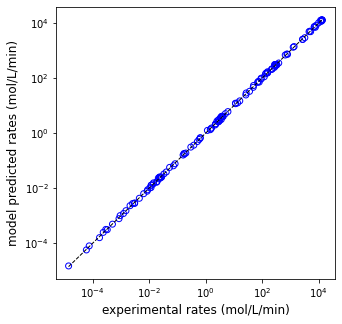 10⁴
10²
10⁰
10⁻²
10⁻⁴
model predicted rates (mol/L/min)
10⁻⁴ 10⁻² 10⁰ 10² 10⁴
experimental rates (mol/L/min)